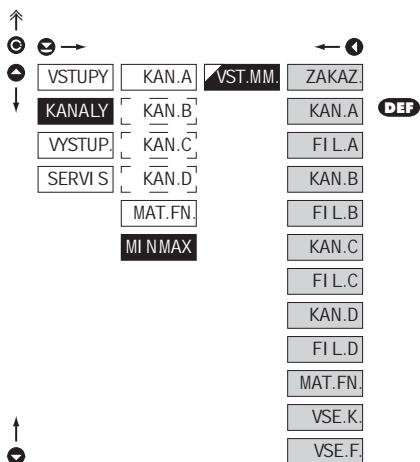 VSTUPY KAN.A VST.MM. ZAKAZ.
KANALY KAN.B KAN.A DEF
VYSTUP. KAN.C FIL.A
SERVIS KAN.D KAN.B
MAT.FN. FIL.B
MINMAX KAN.C
FIL.C
KAN.D
FIL.D
MAT.FN.
VSE.K.
VSE.F.